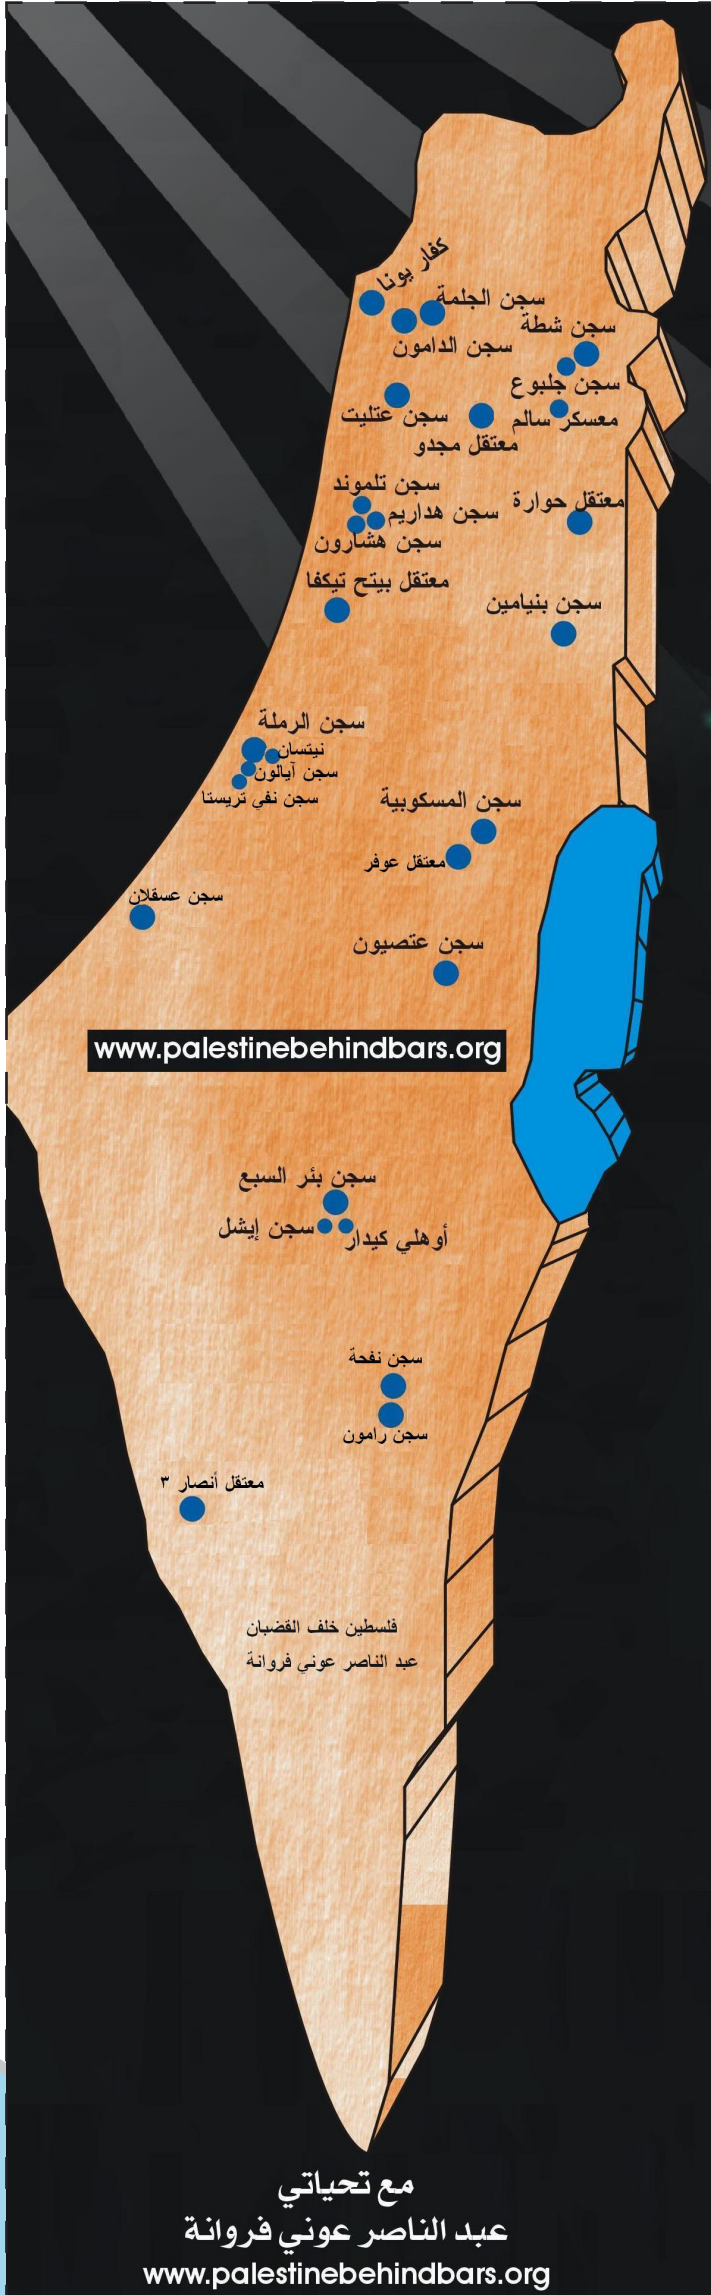 كفار يونا
سجن الجلمة
سجن شطة
سجن الدامون
سجن جلبوع
سجن عتليت
معسكر سالم
معتقل مجدو
سجن تلموند
معتقل حوارة
سجن هداريم
سجن هشارون
معتقل بيتح تيكفا
سجن بنيامين
سجن الرملة
نيتسان
سجن آيالون
سجن نفي تريستا
سجن المسكوبية
معتقل عوفر
سجن عسقلان
سجن عتصيون
www.palestinebehindbars.org
سجن بئر السبع
سجن إيشل
أوهلي كيدار
سجن نفحة
سجن رامون
معتقل أنصار ٣
فلسطين خلف القضبان
عبد الناصر عوني فروانة
مع تحياتي
عبد الناصر عوني فروانة
www.palestinebehindbars.org